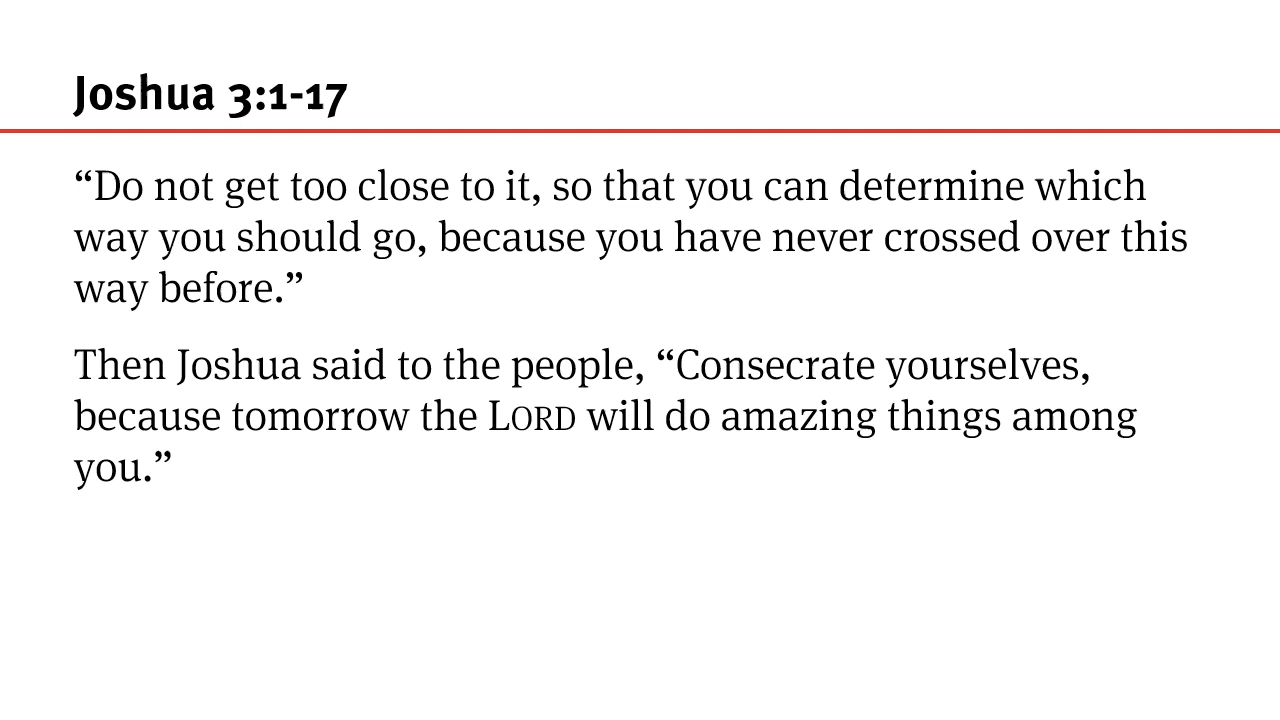 Joshua 3:1-17
“Do not get too close to it, so that you can determine which
way you should go, because you have never crossed over this
way before.”
Then Joshua said to the people, “Consecrate yourselves,
because tomorrow the LORD will do amazing things among
you.”